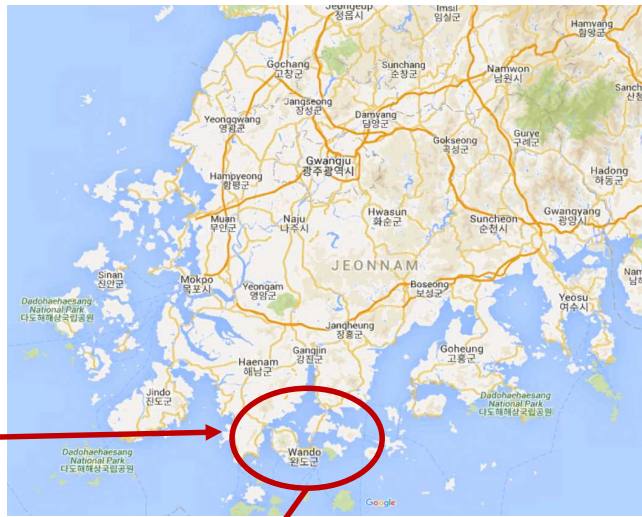 Jeongeup
정읍시
Imsil
임실군
Hamyang
함양군
Gochang
고창군
Sunchang
순창군
Namwon
남원시
Jangseong
장성군
Damyang
담양군
Yeonggwang
영광군
Gokseong
곡성군
Gurye
구례군
Gwangju
광주광역시
Hadong
하동군
Hampyeong
함평군
Muan
무안군
Naju
나주시
Hwasun
화순군
Suncheon
순천시
Gwangyang
광양시
Sinan
신안군
Mokpo
목포시
Yeongam
영암군
JEONNAM
Boseong
보성군
Yeosu
여수시
Dadohaehaesang
National Park
다도해해상국립공원
Jangheung
장흥군
Gangjin
강진군
Haenam
해남군
Goheung
고흥군
Jindo
진도군
Dadohaehaesang
National Park
다도해해상국립공원
Wando
완도군
Dadohaehaesang
National Park
다도해해상국립공원
Google